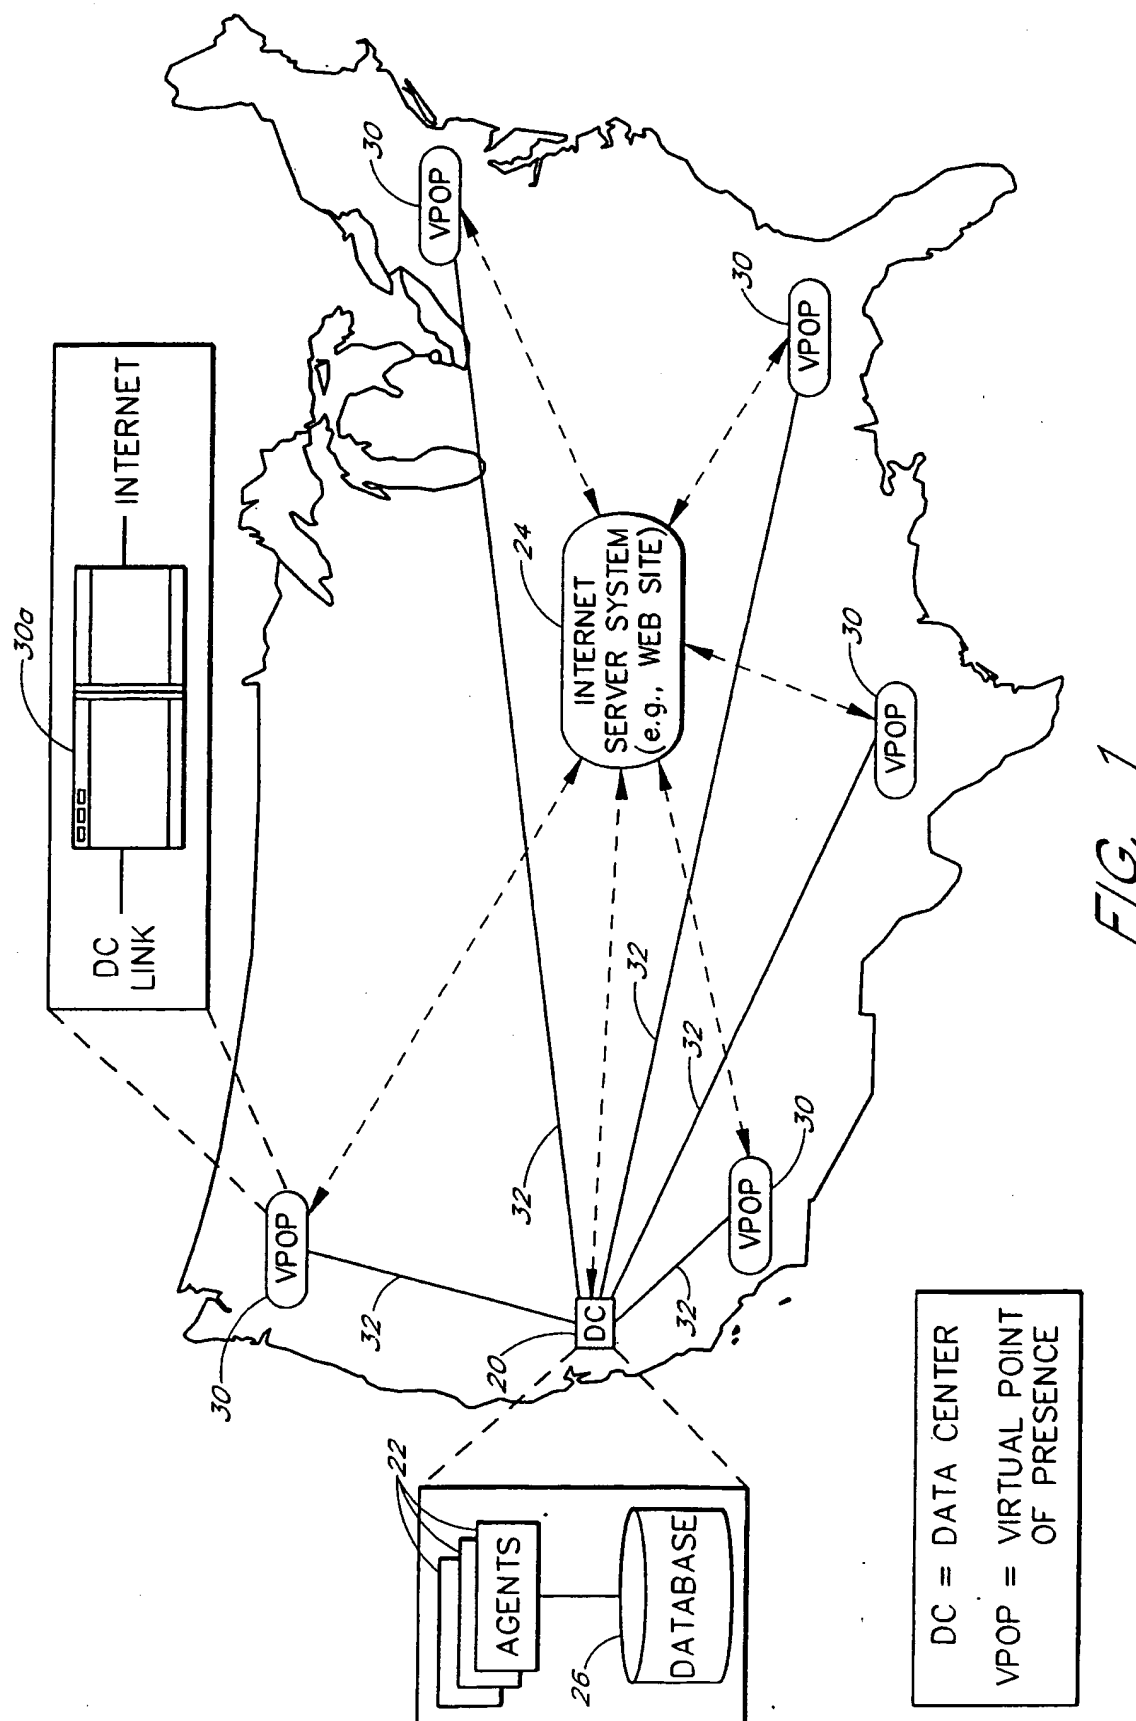 30a
DC
LINK
INTERNET
30
VPOP
32
30
VPOP
24
INTERNET
SERVER SYSTEM
(e.g., WEB SITE)
30
VPOP
30
VPOP
VPOP
30
32
32
32
32
20
DC
22
AGENTS
26
DATABASE
DC = DATA CENTER
VPOP = VIRTUAL POINT
OF PRESENCE
FIG. 1